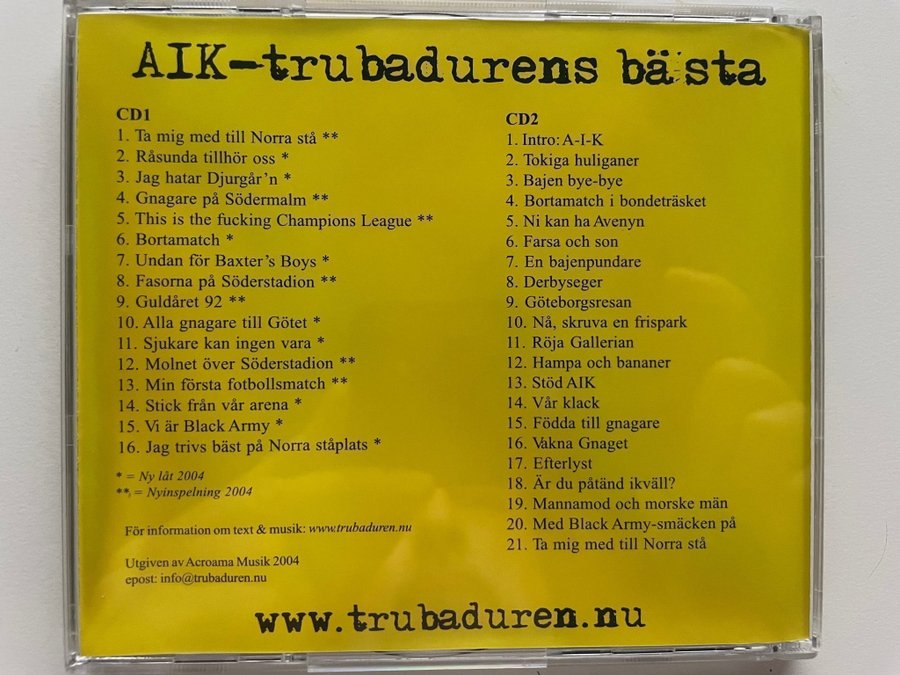 AIK-trubadurens bästa
CD1
1. Ta mig med till Norra stå **
2. Råsunda tillhör oss *
3. Jag hatar Djurgår'n *
4. Gnagare på Södermalm **
5. This is the fucking Champions League **
6. Bortamatch *
7. Undan för Baxter's Boys *
8. Fasorna på Söderstadion **
9. Guldåret 92 **
10. Alla gnagare till Götet *
11. Sjukare kan ingen vara *
12. Molnet över Söderstadion **
13. Min första fotbollsmatch **
14. Stick från vår arena *
15. Vi är Black Army *
16. Jag trivs bäst på Norra ståplats *
* = Ny låt 2004
** = Nyinspelning 2004
För information om text & musik: www.trubaduren.nu
Utgiven av Acroama Musik 2004
epost: info@trubaduren.nu
CD2
1. Intro: A-I-K
2. Tokiga huliganer
3. Bajen bye-bye
4. Bortamatch i bondeträsket
5. Ni kan ha Avenyn
6. Farsa och son
7. En bajenpundare
8. Derbyseger
9. Göteborgsresan
10. Nå, skruva en frispark
11. Röja Gallerian
12. Hampa och bananer
13. Stöd AIK
14. Vår klack
15. Födda till gnagare
16. Vakna Gnaget
17. Efterlyst
18. Är du påtänd ikväll?
19. Mannamod och morske män
20. Med Black Army-smäcken på
21. Ta mig med till Norra stå
www.trubaduren.nu